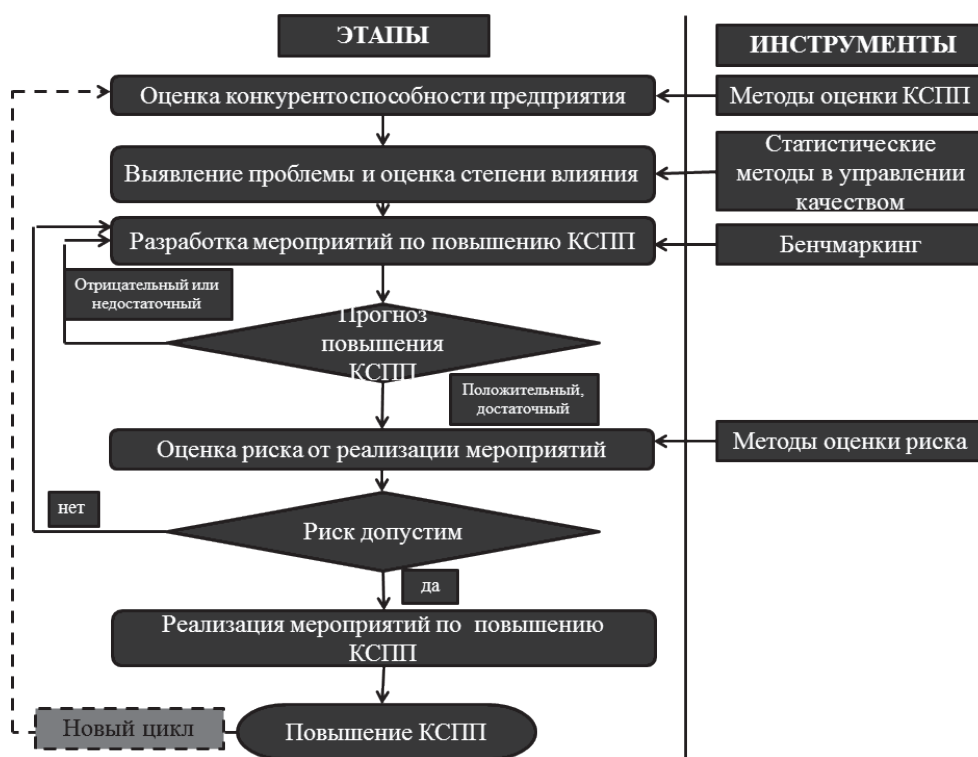 ЭТАПЫ
ИНСТРУМЕНТЫ
Оценка конкурентоспособности предприятия
Методы оценки КСПП
Выявление проблемы и оценка степени влияния
Статистические
методы в управлении
качеством
Разработка мероприятий по повышению КСПП
Бенчмаркинг
Отрицательный или
недостаточный
Прогноз
повышения
КСПП
Положительный,
достаточный
Оценка риска от реализации мероприятий
Методы оценки риска
нет
Риск допустим
да
Реализация мероприятий по повышению
КСПП
Новый цикл
Повышение КСПП